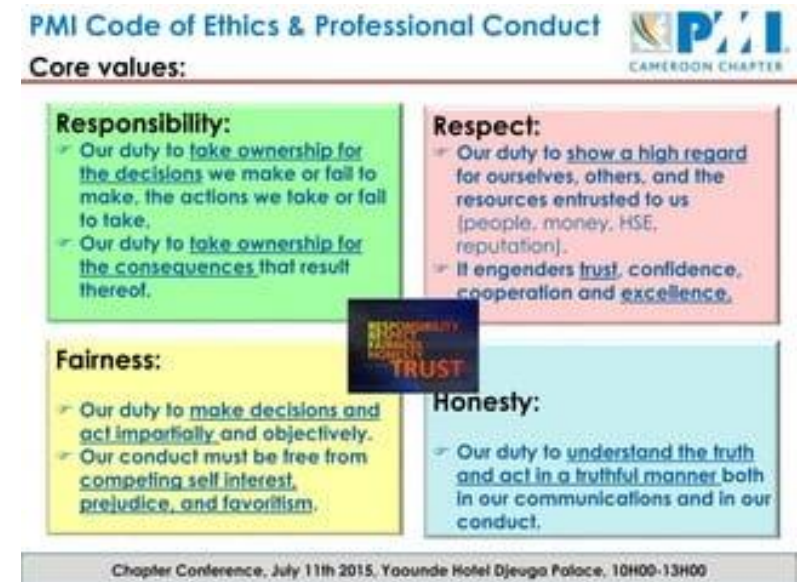 PMI Code of Ethics & Professional Conduct
Core values:
PMI
CAMEROON CHAPTER
Responsibility:
☞ Our duty to take ownership for
the decisions we make or fail to
make, the actions we take or fail
to take.
☞ Our duty to take ownership for
the consequences that result
thereof.
Respect:
☞ Our duty to show a high regard
for ourselves, others, and the
resources entrusted to us
(people, money, HSE,
reputation).
☞ It engenders trust, confidence,
cooperation and excellence.
RESPONSIBILITY
RESPECT
FAIRNESS
HONESTY
TRUST
Fairness:
☞ Our duty to make decisions and
act impartially and objectively.
☞ Our conduct must be free from
competing self interest,
prejudice, and favoritism.
Honesty:
☞ Our duty to understand the truth
and act in a truthful manner both
in our communications and in our
conduct.
Chapter Conference, July 11th 2015, Yaounde Hotel Djeuga Palace, 10H00-13H00